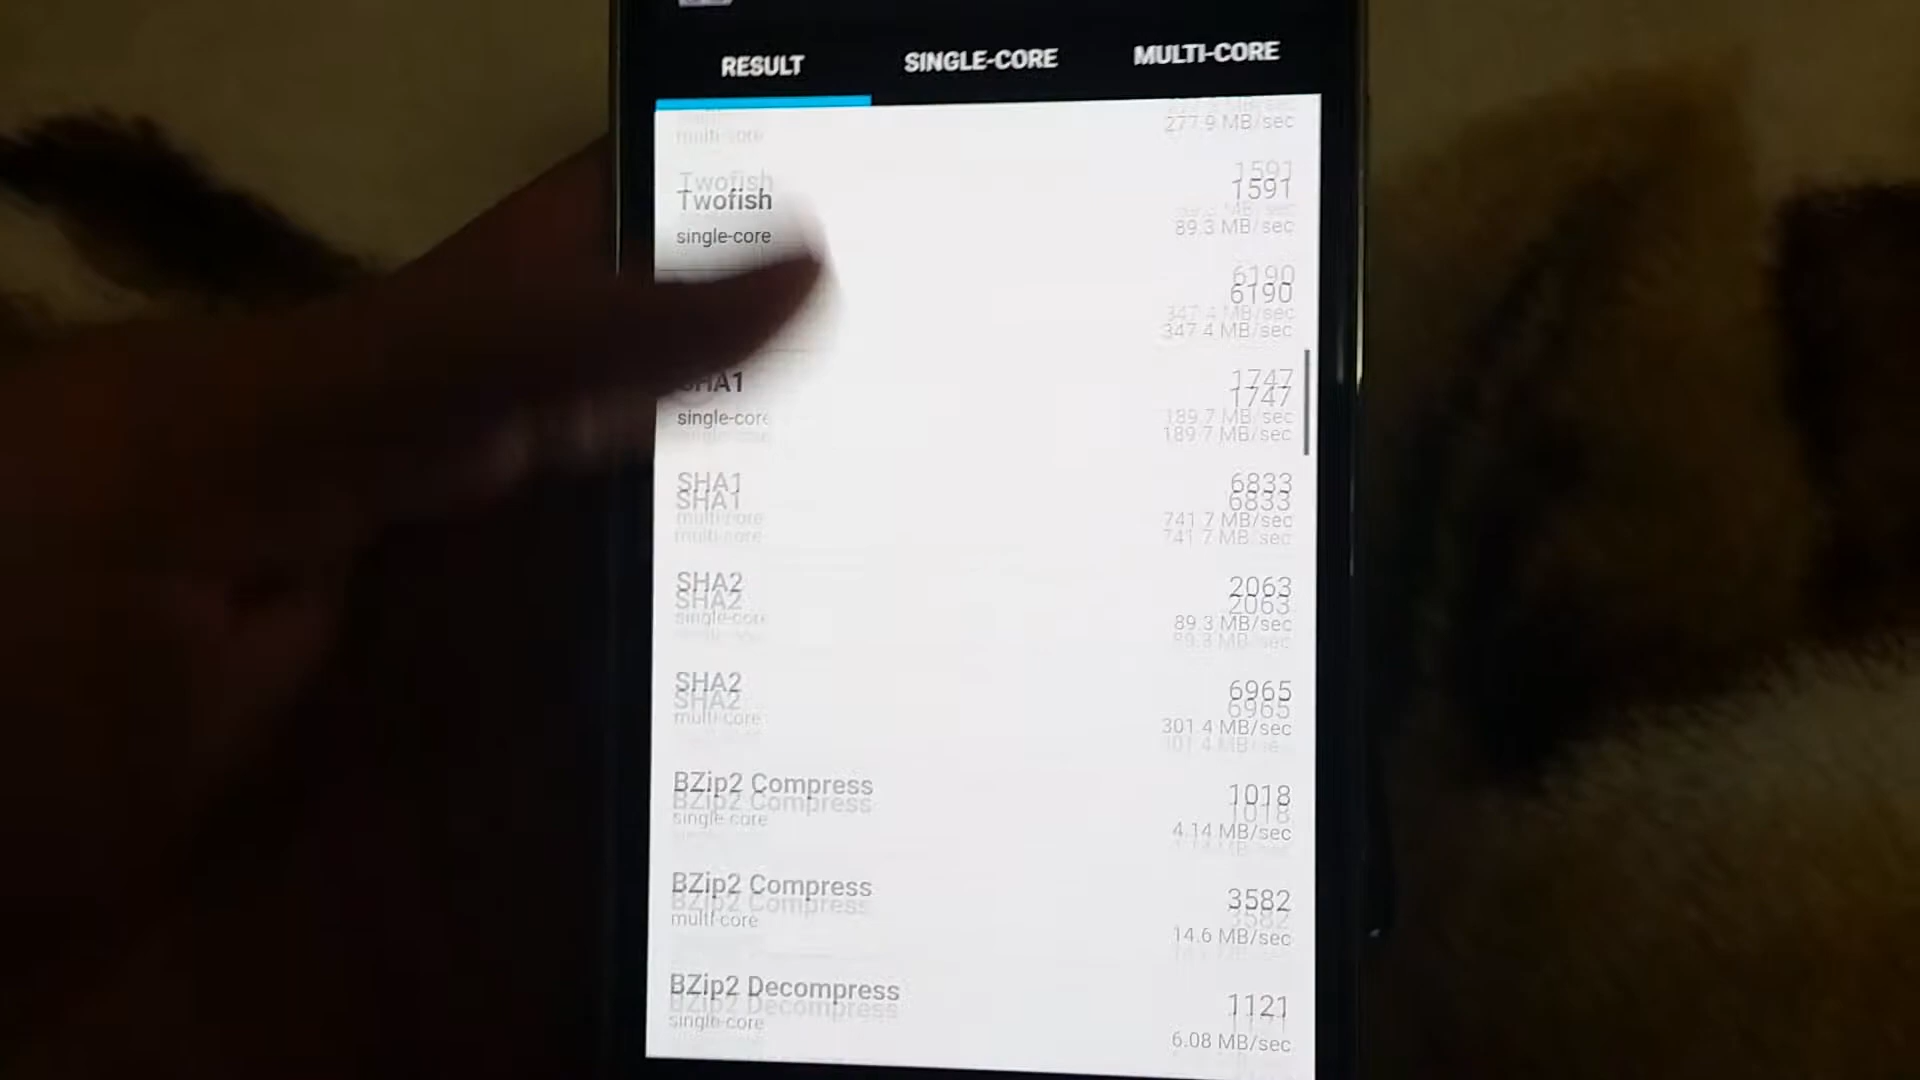 RESULT SINGLE-CORE MULTI-CORE
multi-core 277.9 MB/sec
Twofish 1591
single-core 89.3 MB/sec
6190
347.4 MB/sec
SHA1 1747
single-core 189.7 MB/sec
SHA1 6833
multi-core 741.7 MB/sec
SHA2 2063
single-core 89.3 MB/sec
SHA2 6965
multi-core 301.4 MB/sec
BZip2 Compress 1018
single-core 4.14 MB/sec
BZip2 Compress 3582
multi-core 14.6 MB/sec
BZip2 Decompress 1121
single-core 6.08 MB/sec